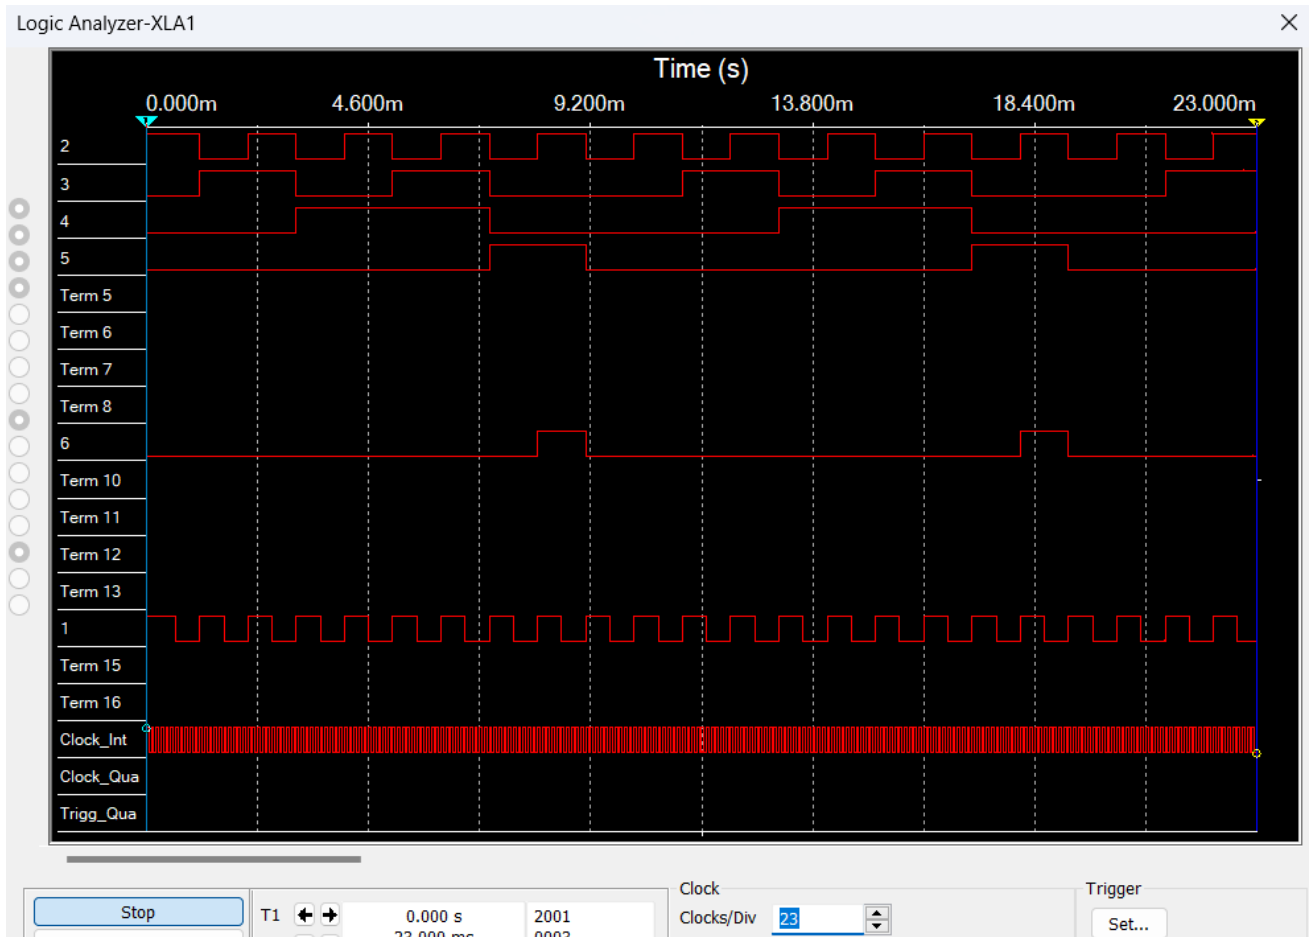 Logic Analyzer-XLA1
Time (s)
0.000m 4.600m 9.200m 13.800m 18.400m 23.000m
1 2
2
3
4
5
Term 5
Term 6
Term 7
Term 8
6
Term 10
Term 11
Term 12
Term 13
1
Term 15
Term 16
Clock_Int
Clock_Qua
Trigg_Qua
Clock Trigger
Stop T1 0.000 s 2001 Clocks/Div 23 Set...